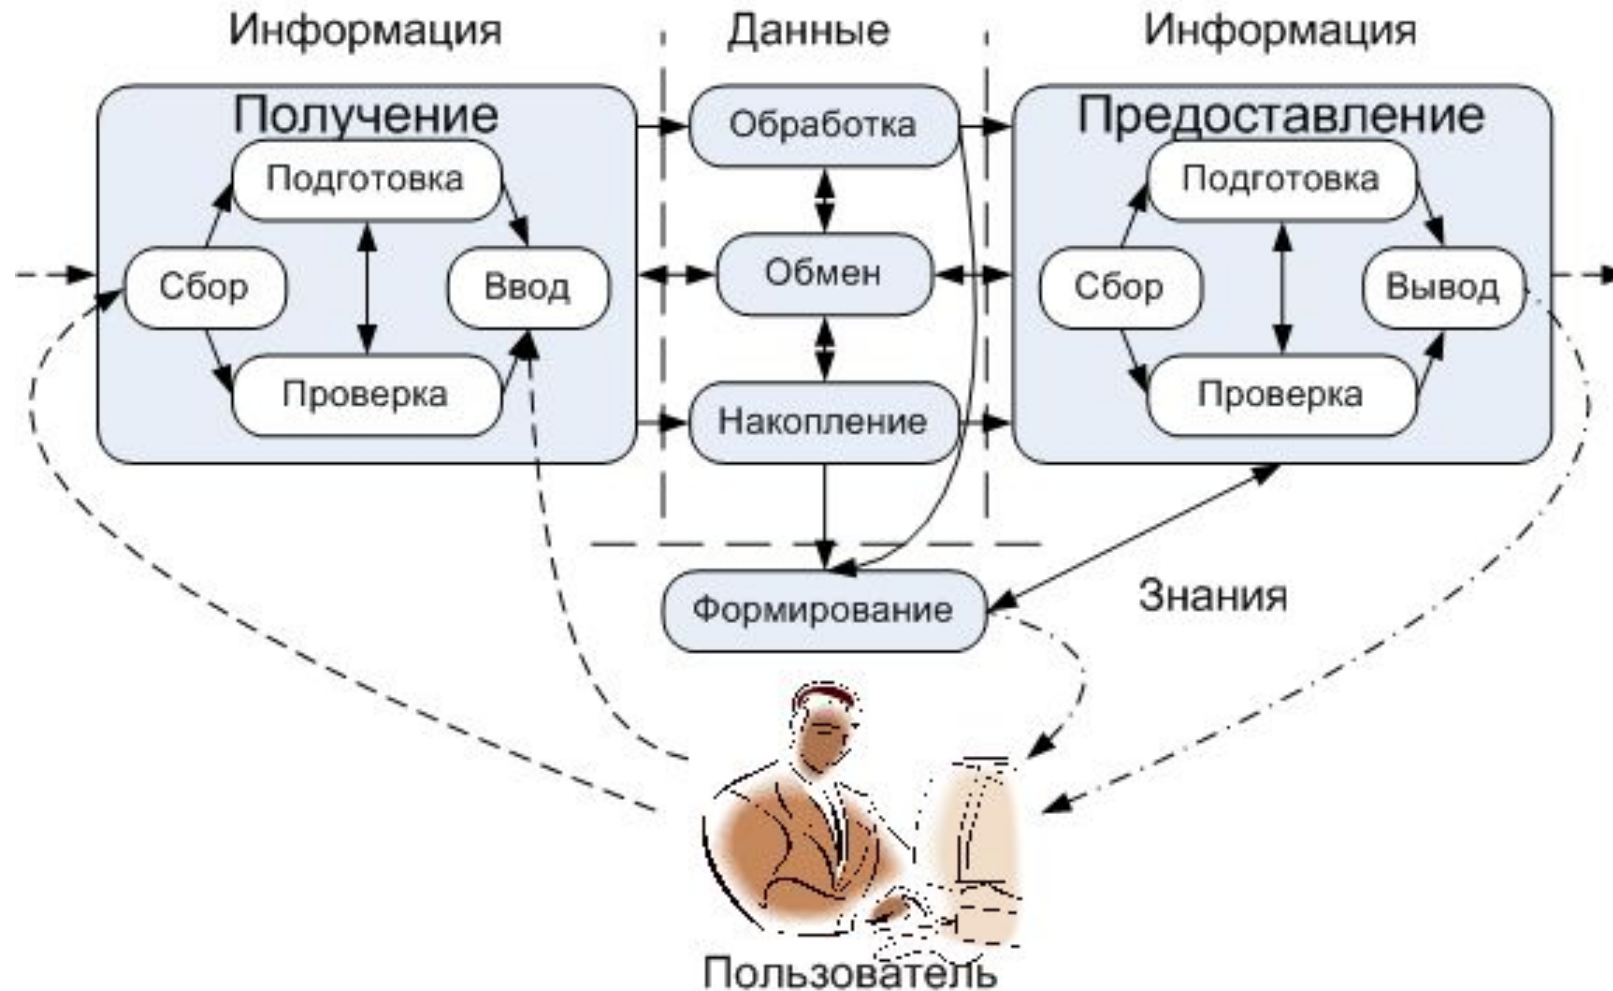 Информация
Данные
Информация
Получение
Подготовка
Сбор
Ввод
Проверка
Обработка
Обмен
Накопление
Предоставление
Подготовка
Сбор
Вывод
Проверка
Формирование
Знания
Пользователь